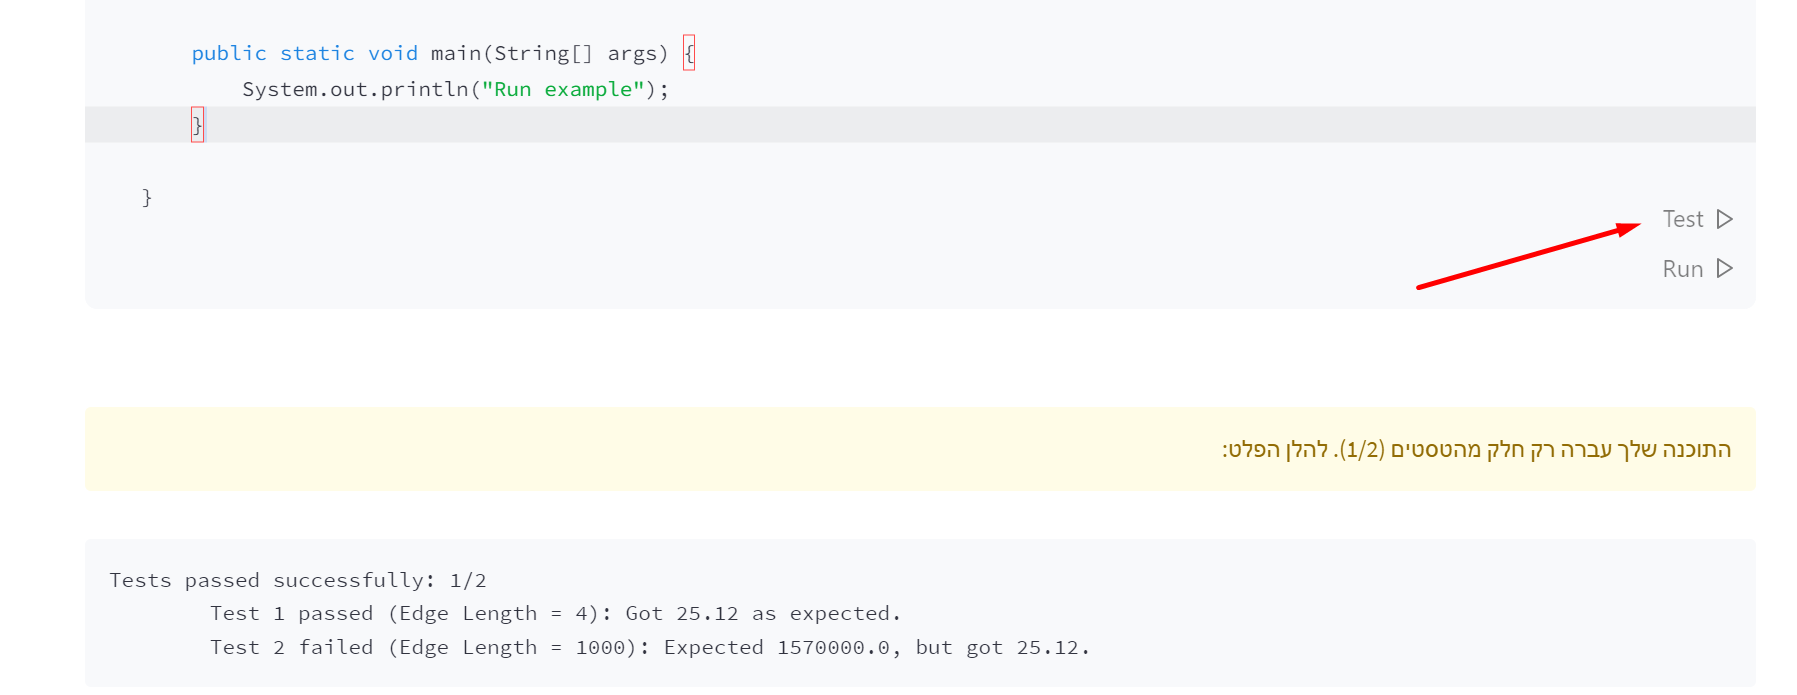 public static void main(String[] args) {
System.out.println("Run example");
}
}
Test
Run
התוכנה שלך עברה רק חלק מהטסטים (1/2). להלן הפלט:
Tests passed successfully: 1/2
Test 1 passed (Edge Length = 4): Got 25.12 as expected.
Test 2 failed (Edge Length = 1000): Expected 1570000.0, but got 25.12.